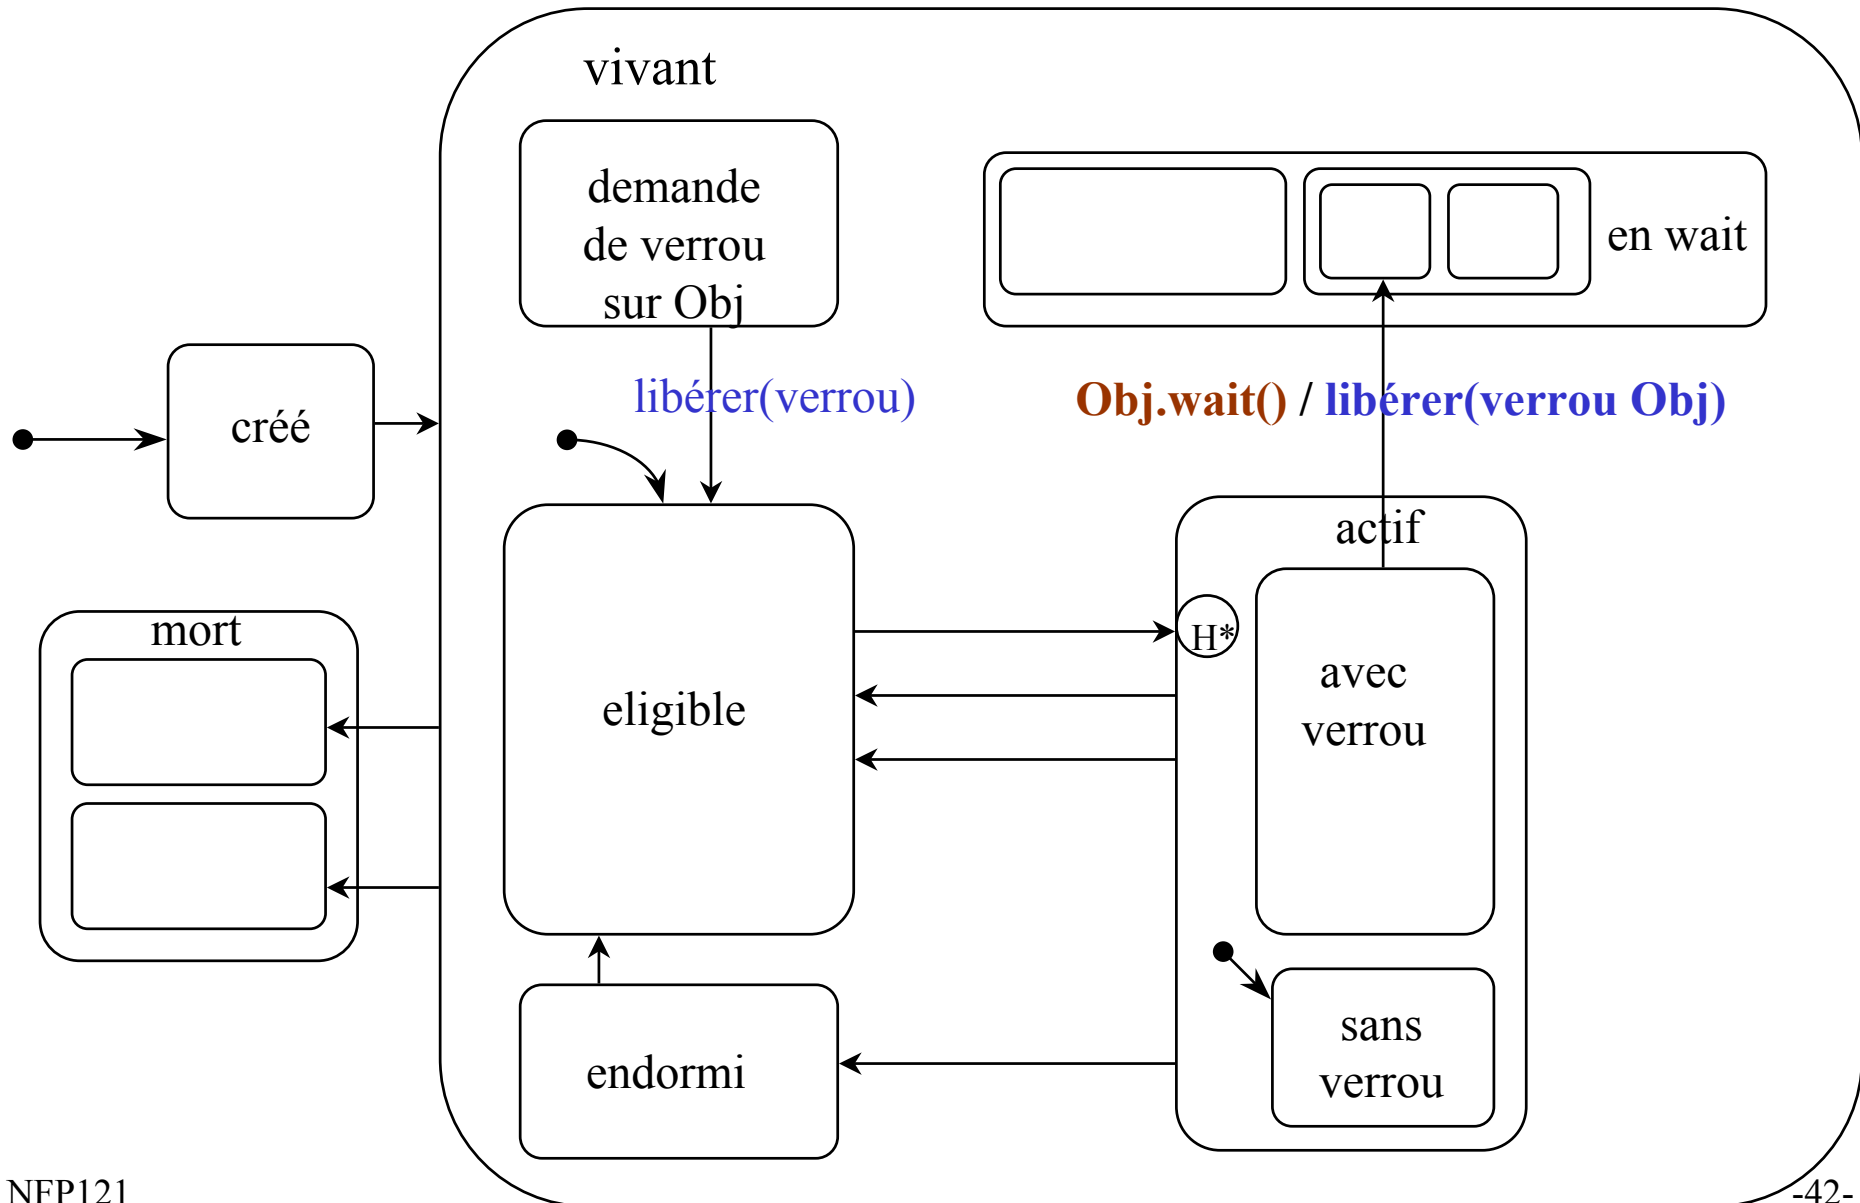 vivant
demande
de verrou
sur Obj
en wait
libérer(verrou)
Obj.wait() / libérer(verrou Obj)
créé
actif
mort
H*
avec
verrou
eligible
sans
verrou
endormi
NFP121
-42-